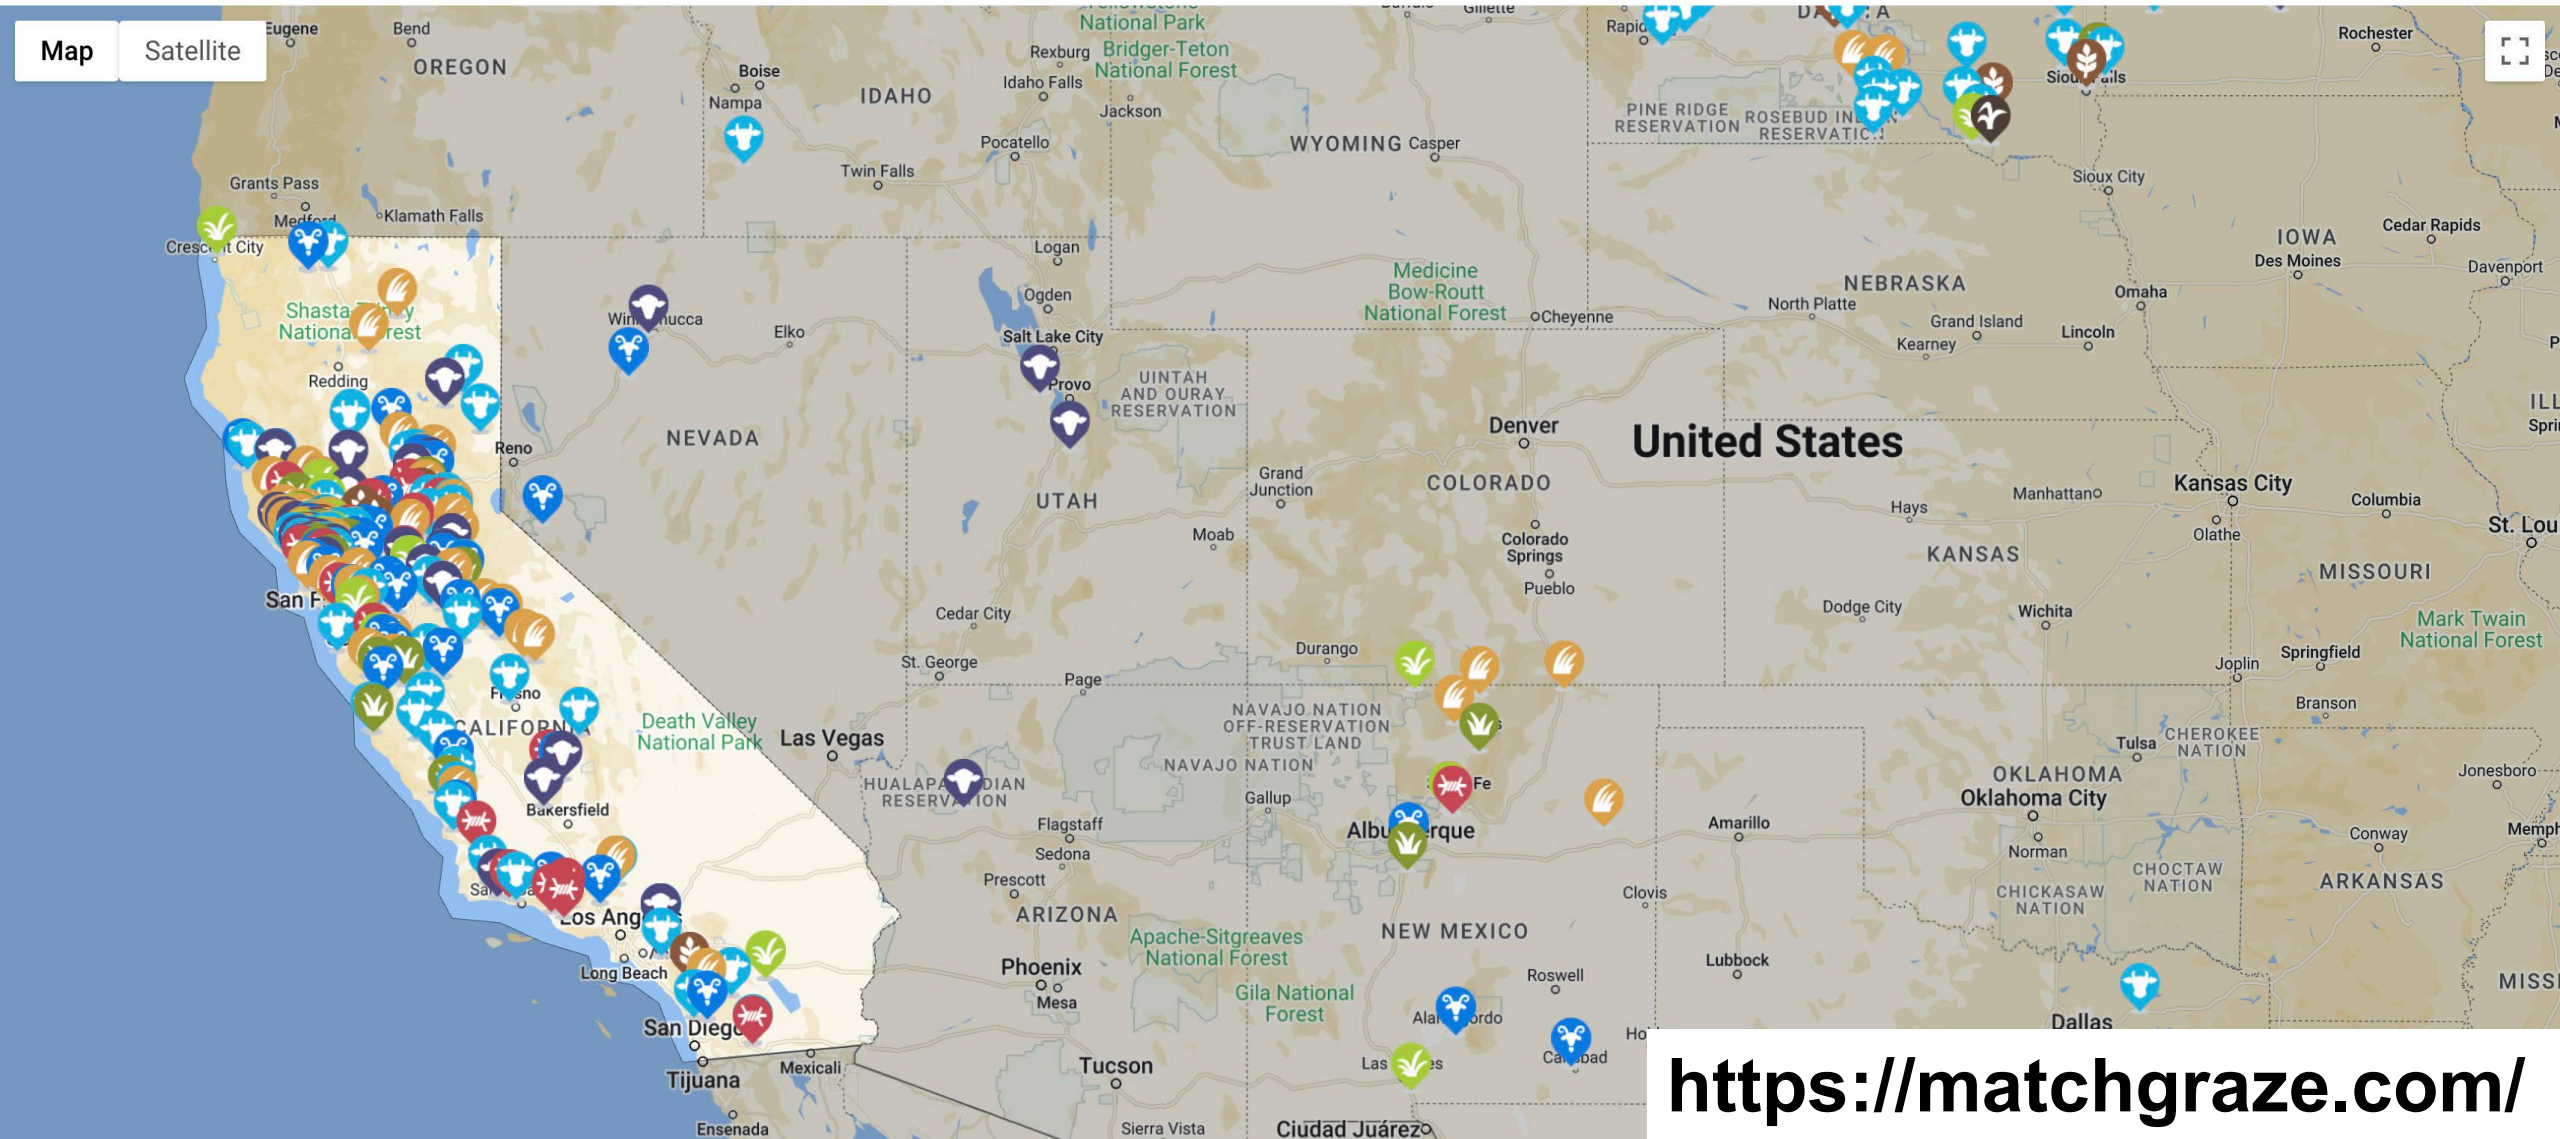 Map
Satellite
Eugene
Bend
OREGON
Boise
Nampa
IDAHO
Rexburg
Idaho Falls
National Park
Bridger-Teton
National Forest
Jackson
Pocatello
Twin Falls
WYOMING
Casper
Gillette
PINE RIDGE
RESERVATION
ROSEBUD
Sioux City
Rochester
Grants Pass
Medford
Klamath Falls
Crescent City
Logan
Ogden
Salt Lake City
Provo
Elko
Redding
Reno
NEVADA
UTAH
UINTAH
AND OURAY
RESERVATION
Medicine
Bow-Routt
National Forest
Cheyenne
NEBRASKA
North Platte
Grand Island
Kearney
Lincoln
Omaha
IOWA
Des Moines
Cedar Rapids
Davenport
Denver
United States
Grand
Junction
COLORADO
Moab
Colorado
Springs
Pueblo
Hays
Manhattan
KANSAS
Kansas City
Olathe
Columbia
MISSOURI
Dodge City
Wichita
Mark Twain
National Forest
Springfield
Joplin
Branson
Cedar City
St. George
Page
Durango
Death Valley
National Park
Las Vegas
NAVAJO NATION
OFF-RESERVATION
TRUST LAND
NAVAJO NATION
Gallup
Bakersfield
Flagstaff
Sedona
Prescott
ARIZONA
Phoenix
Mesa
Apache-Sitgreaves
National Forest
Gila National
Forest
NEW MEXICO
Roswell
Clovis
Amarillo
Lubbock
OKLAHOMA
Oklahoma City
Norman
Tulsa
CHEROKEE
NATION
CHOCTAW
NATION
CHICKASAW
NATION
ARKANSAS
Conway
Jonesboro
Dallas
Long Beach
San Diego
Tijuana
Mexicali
Ensenada
Tucson
Sierra Vista
Ciudad Juárez
https://matchgraze.com/